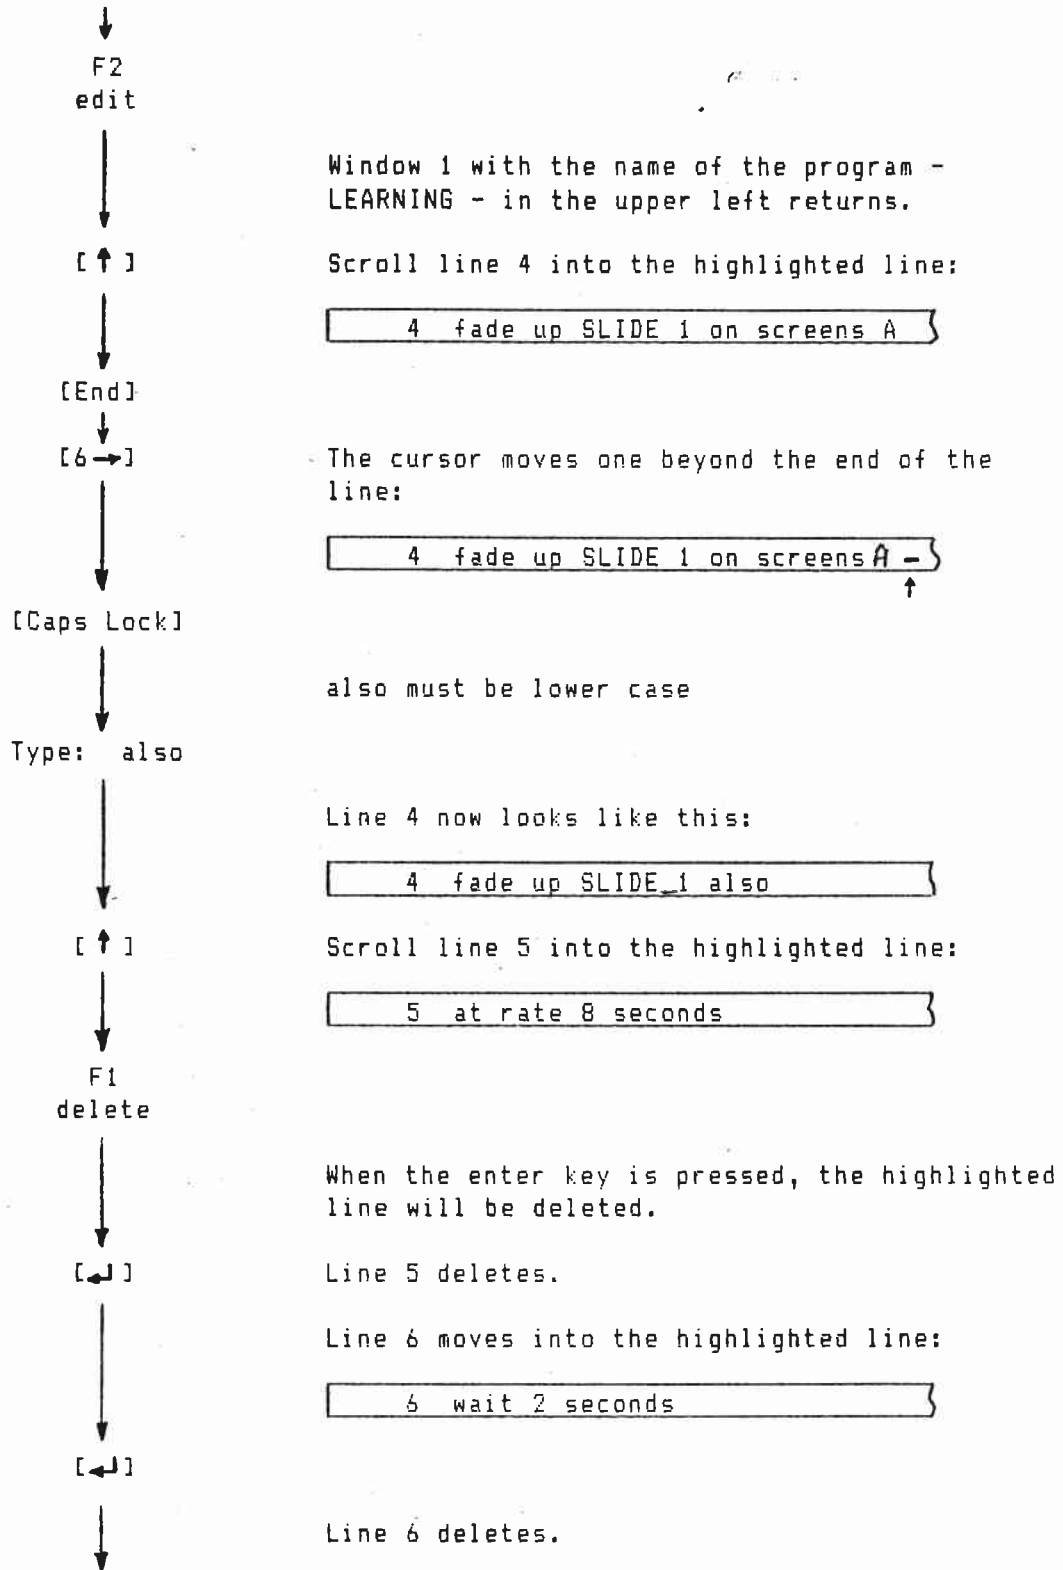 F2
edit
Window 1 with the name of the program -
LEARNING - in the upper left returns.
[↑] Scroll line 4 into the highlighted line:
4 fade up SLIDE 1 on screens A
[End]
[6→] The cursor moves one beyond the end of the
line:
4 fade up SLIDE 1 on screens A -
↑
[Caps Lock]
also must be lower case
Type: also
Line 4 now looks like this:
4 fade up SLIDE_1 also
[↑] Scroll line 5 into the highlighted line:
5 at rate 8 seconds
F1
delete
When the enter key is pressed, the highlighted
line will be deleted.
[↵] Line 5 deletes.
Line 6 moves into the highlighted line:
6 wait 2 seconds
[↵]
Line 6 deletes.